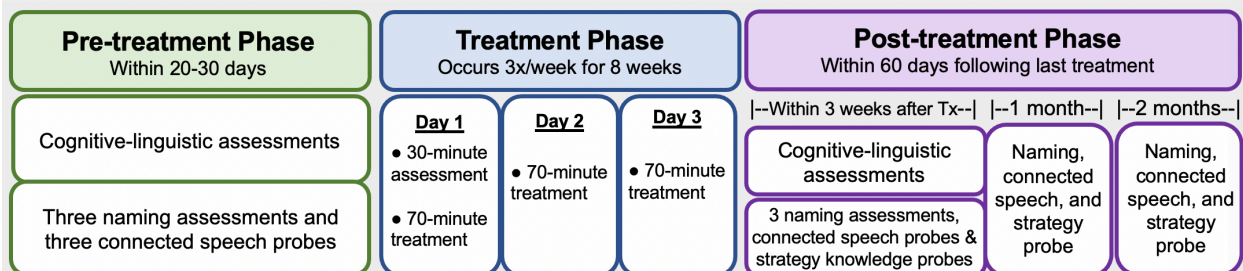 Pre-treatment Phase
Within 20-30 days
Cognitive-linguistic assessments
Three naming assessments and
three connected speech probes
Treatment Phase
Occurs 3x/week for 8 weeks
Day 1
● 30-minute
assessment
● 70-minute
treatment
Day 2
● 70-minute
treatment
Day 3
● 70-minute
treatment
Post-treatment Phase
Within 60 days following last treatment
|--Within 3 weeks after Tx--|
Cognitive-linguistic
assessments
3 naming assessments,
connected speech probes &
strategy knowledge probes
|--1 month--|
Naming,
connected
speech, and
strategy
probe
|--2 months--|
Naming,
connected
speech, and
strategy
probe